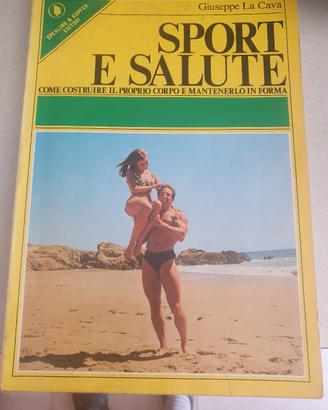 Giuseppe La Cava
SPERLING & KUPFER
EDITORI
SPORT
E SALUTE
COME COSTRUIRE IL PROPRIO CORPO E MANTENERLO IN FORMA